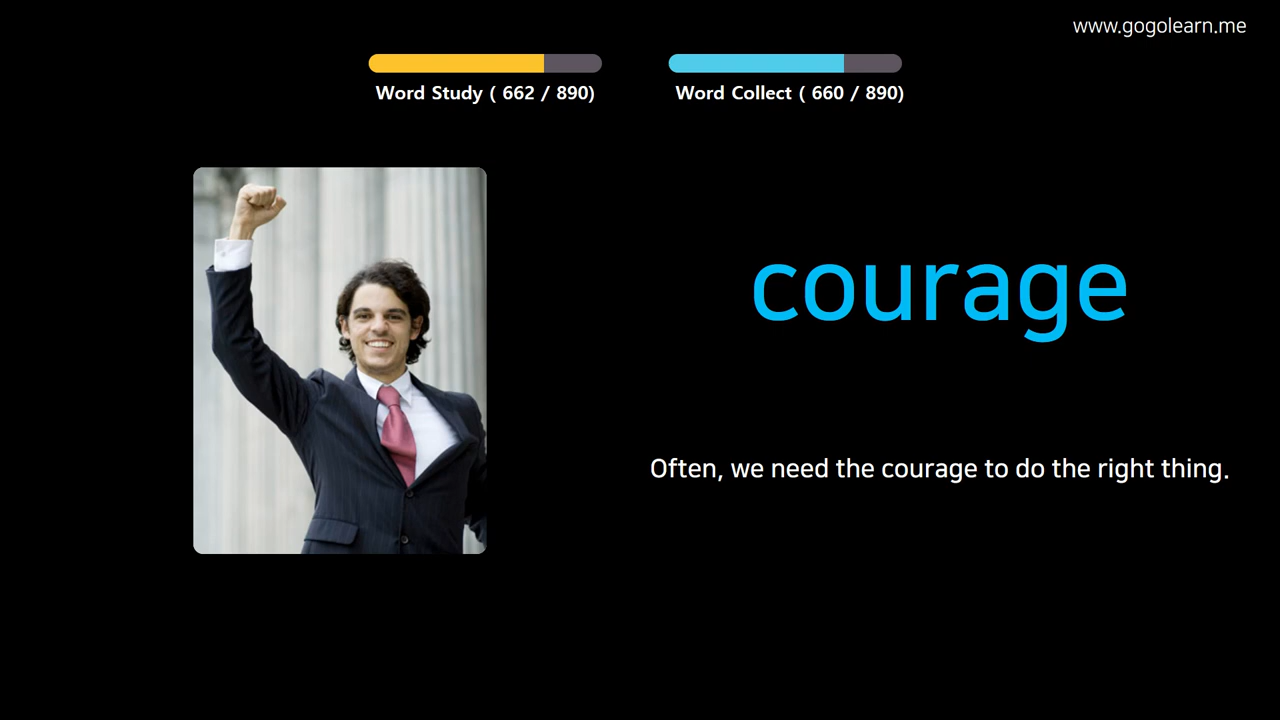 www.gogolearn.me
Word Study ( 662 / 890)
Word Collect ( 660 / 890)
courage
Often, we need the courage to do the right thing.